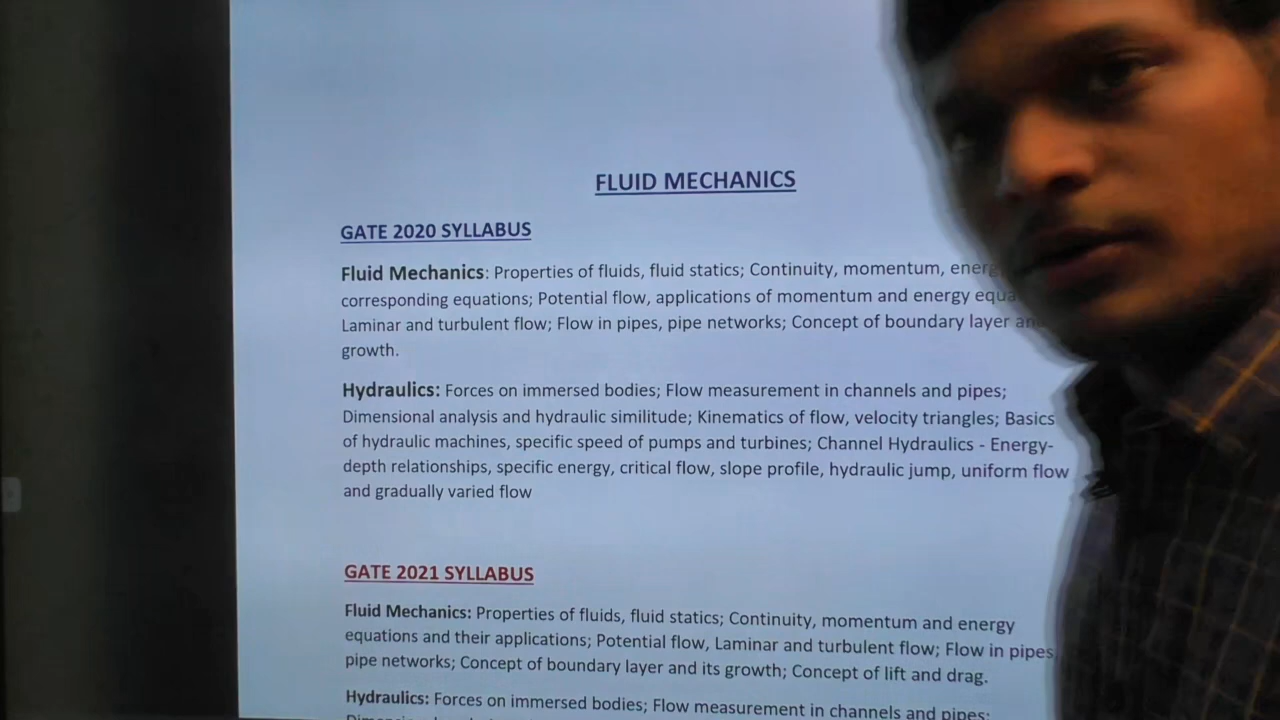 FLUID MECHANICS
GATE 2020 SYLLABUS
Fluid Mechanics: Properties of fluids, fluid statics; Continuity, momentum,
corresponding equations; Potential flow, applications of momentum and energy
Laminar and turbulent flow; Flow in pipes, pipe networks; Concept of boundary layer
growth.
Hydraulics: Forces on immersed bodies; Flow measurement in channels and pipes;
Dimensional analysis and hydraulic similitude; Kinematics of flow, velocity triangles; Basics
of hydraulic machines, specific speed of pumps and turbines; Channel Hydraulics - Energy-
depth relationships, specific energy, critical flow, slope profile, hydraulic jump, uniform flow
and gradually varied flow
GATE 2021 SYLLABUS
Fluid Mechanics: Properties of fluids, fluid statics; Continuity, momentum and energy
equations and their applications; Potential flow, Laminar and turbulent flow; Flow in pipes,
pipe networks; Concept of boundary layer and its growth; Concept of lift and drag.
Hydraulics: Forces on immersed bodies; Flow measurement in channels and pipes;